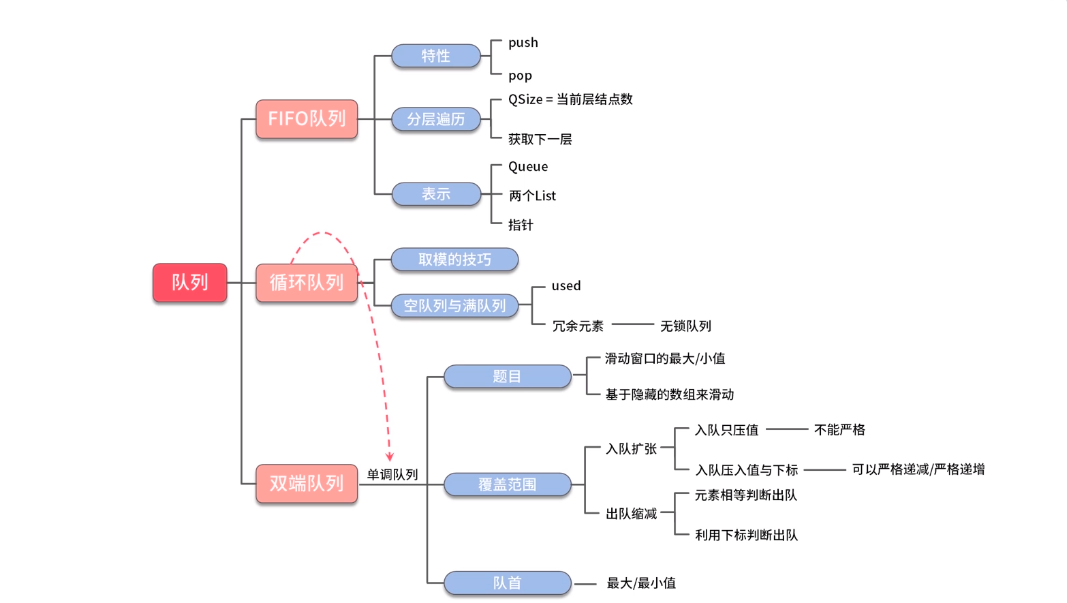 队列
FIFO队列
特性
push
pop
分层遍历
QSize = 当前层结点数
获取下一层
表示
Queue
两个List
指针
循环队列
取模的技巧
空队列与满队列
used
冗余元素
无锁队列
双端队列
单调队列
题目
滑动窗口的最大/小值
基于隐藏的数组来滑动
覆盖范围
入队扩张
入队只压值
不能严格
入队压入值与下标
可以严格递减/严格递增
出队缩减
元素相等判断出队
利用下标判断出队
队首
最大/最小值